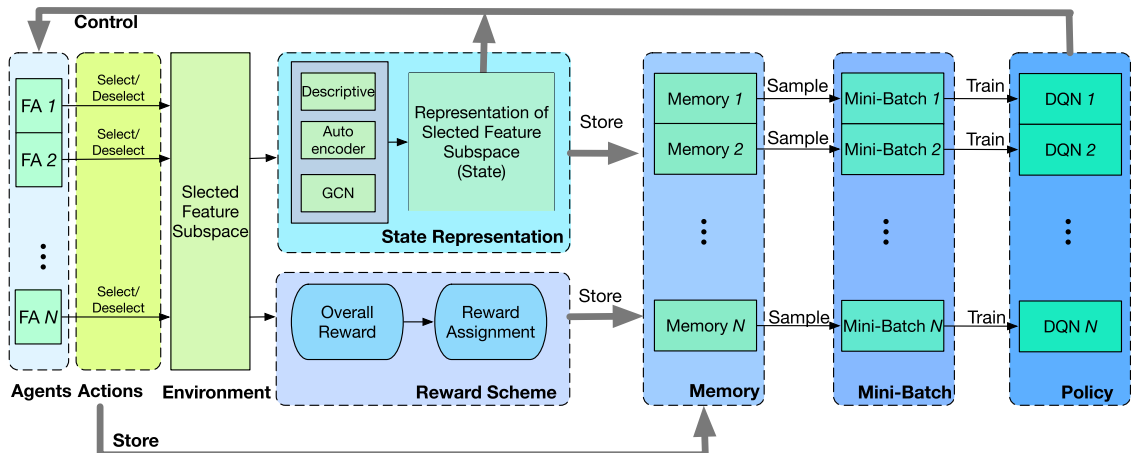 Control
FA 1
FA 2
FA N
Agents
Select/
Deselect
Select/
Deselect
Select/
Deselect
Actions
Slected
Feature
Subspace
Environment
Descriptive
Auto
encoder
GCN
Representation of
Slected Feature
Subspace
(State)
State Representation
Overall
Reward
Reward
Assignment
Reward Scheme
Store
Store
Store
Memory 1
Memory 2
Memory N
Memory
Sample
Sample
Sample
Mini-Batch 1
Mini-Batch 2
Mini-Batch N
Mini-Batch
Train
Train
Train
DQN 1
DQN 2
DQN N
Policy